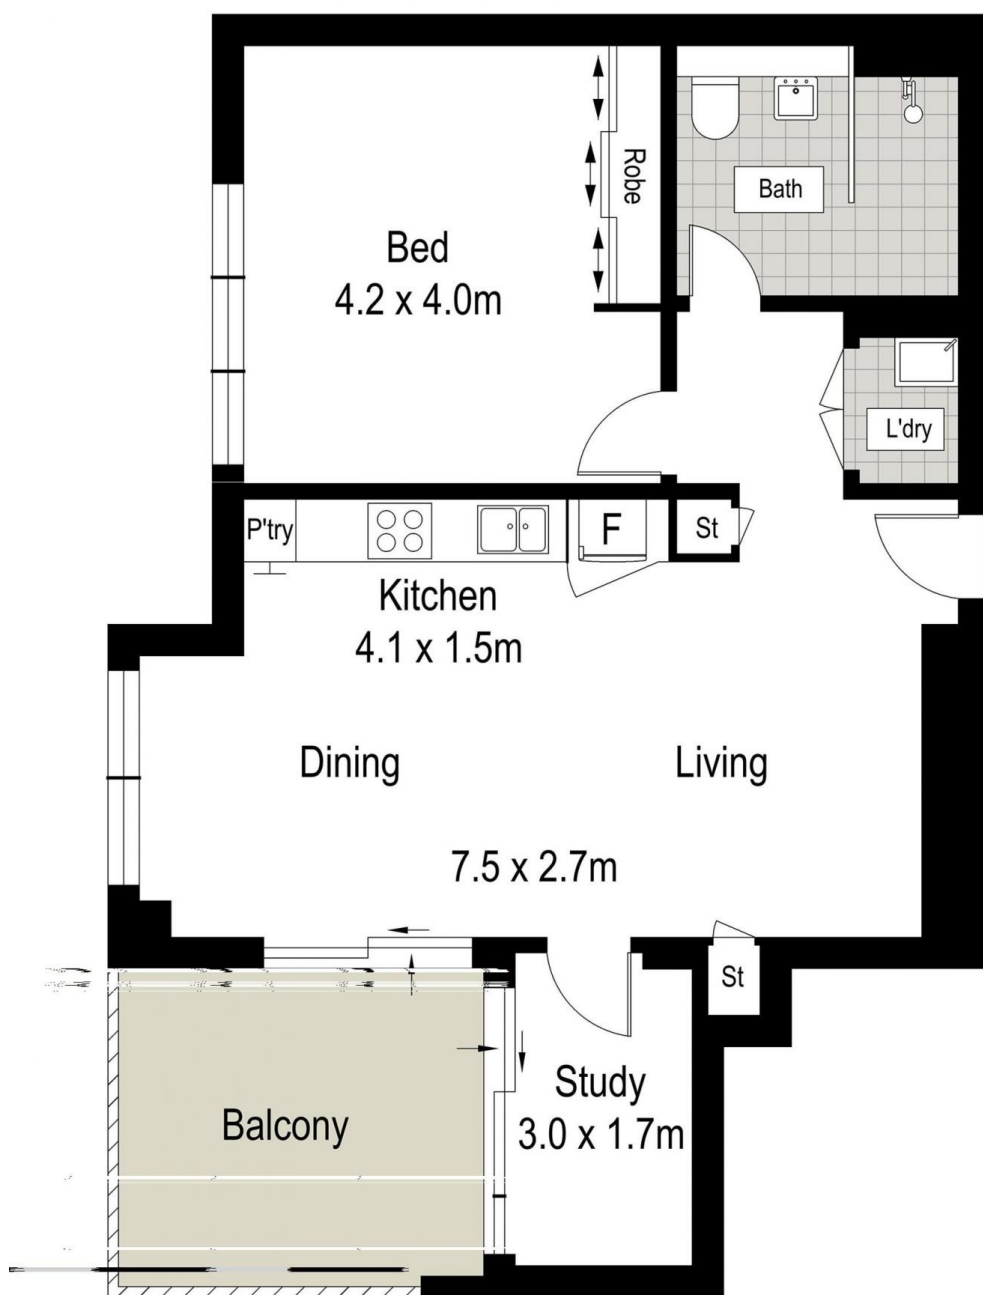 Robe
Bath
Bed
4.2 x 4.0m
L'dry
P'try
F
St
Kitchen
4.1 x 1.5m
Dining
Living
7.5 x 2.7m
St
Study
3.0 x 1.7m
Balcony